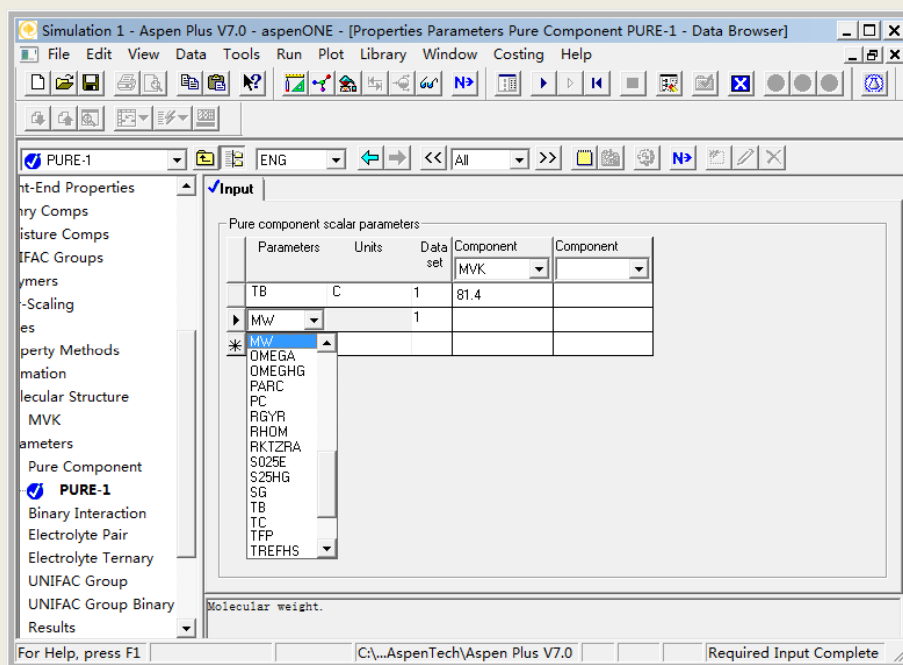 Simulation 1 - Aspen Plus V7.0 - aspenONE - [Properties Parameters Pure Component PURE-1 - Data Browser]
File Edit View Data Tools Run Plot Library Window Costing Help
PURE-1 ENG << All >> N
Input
nt-End Properties
nry Comps
isture Comps
IFAC Groups
ymers
-Scaling
es
perty Methods
mation
lecular Structure
MVK
ameters
Pure Component
PURE-1
Binary Interaction
Electrolyte Pair
Electrolyte Ternary
UNIFAC Group
UNIFAC Group Binary
Results
Pure component scalar parameters
Parameters Units Data set Component Component
MVK
TB C 1 81.4
MW 1
MW
OMEGA
OMEGHG
PARC
PC
RGYR
RHOM
RKTZRA
S025E
S25HG
SG
TB
TC
TFP
TREFHS
Molecular weight.
For Help, press F1 C:\...AspenTech\Aspen Plus V7.0 Required Input Complete